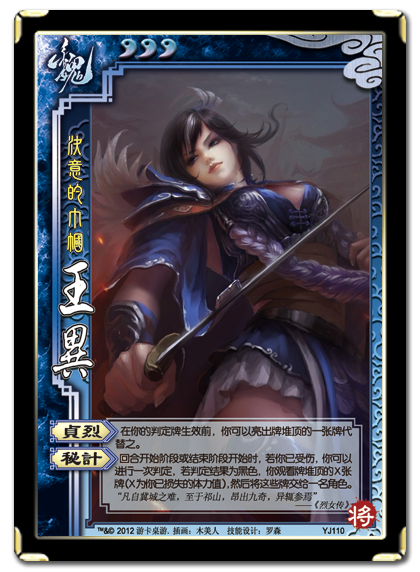 魏
決意的巾幗
王異
貞烈
在你的判定牌生效前，你可以亮出牌堆顶的一张牌代
替之。
秘計
回合开始阶段或结束阶段开始时，若你已受伤，你可以
进行一次判定，若判定结果为黑色，你观看牌堆顶的X张
牌(X为你已损失的体力值)，然后将这些牌交给一名角色。
“凡自冀城之难，至于祁山，昂出九奇，异辄参焉”
——《烈女传》
将
™&© 2012 游卡桌游. 插画：木美人 技能设计：罗森 YJ110